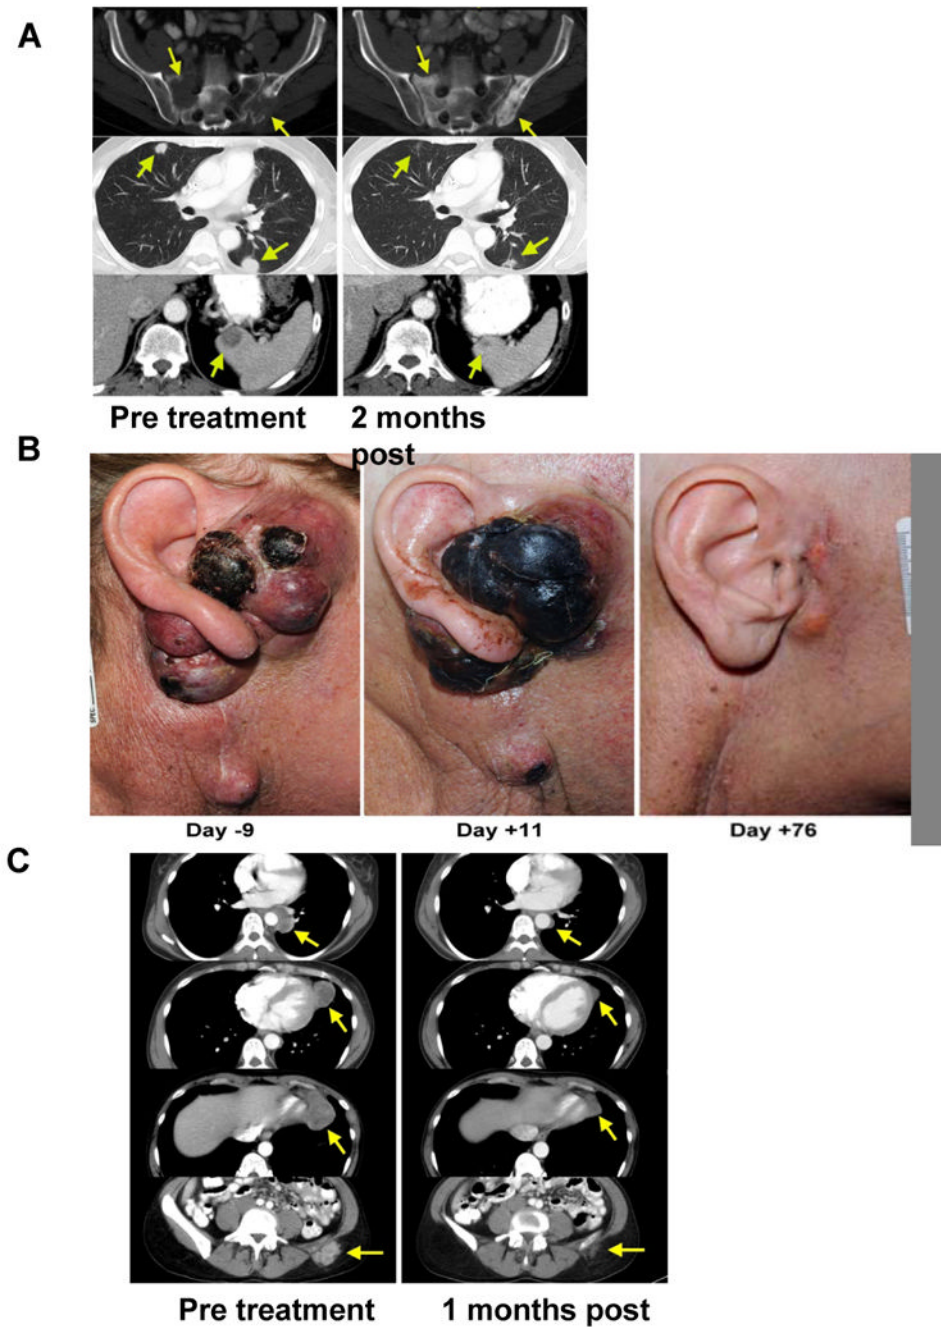 A
Pre treatment
2 months
post
B
Day -9
Day +11
Day +76
C
Pre treatment
1 months post